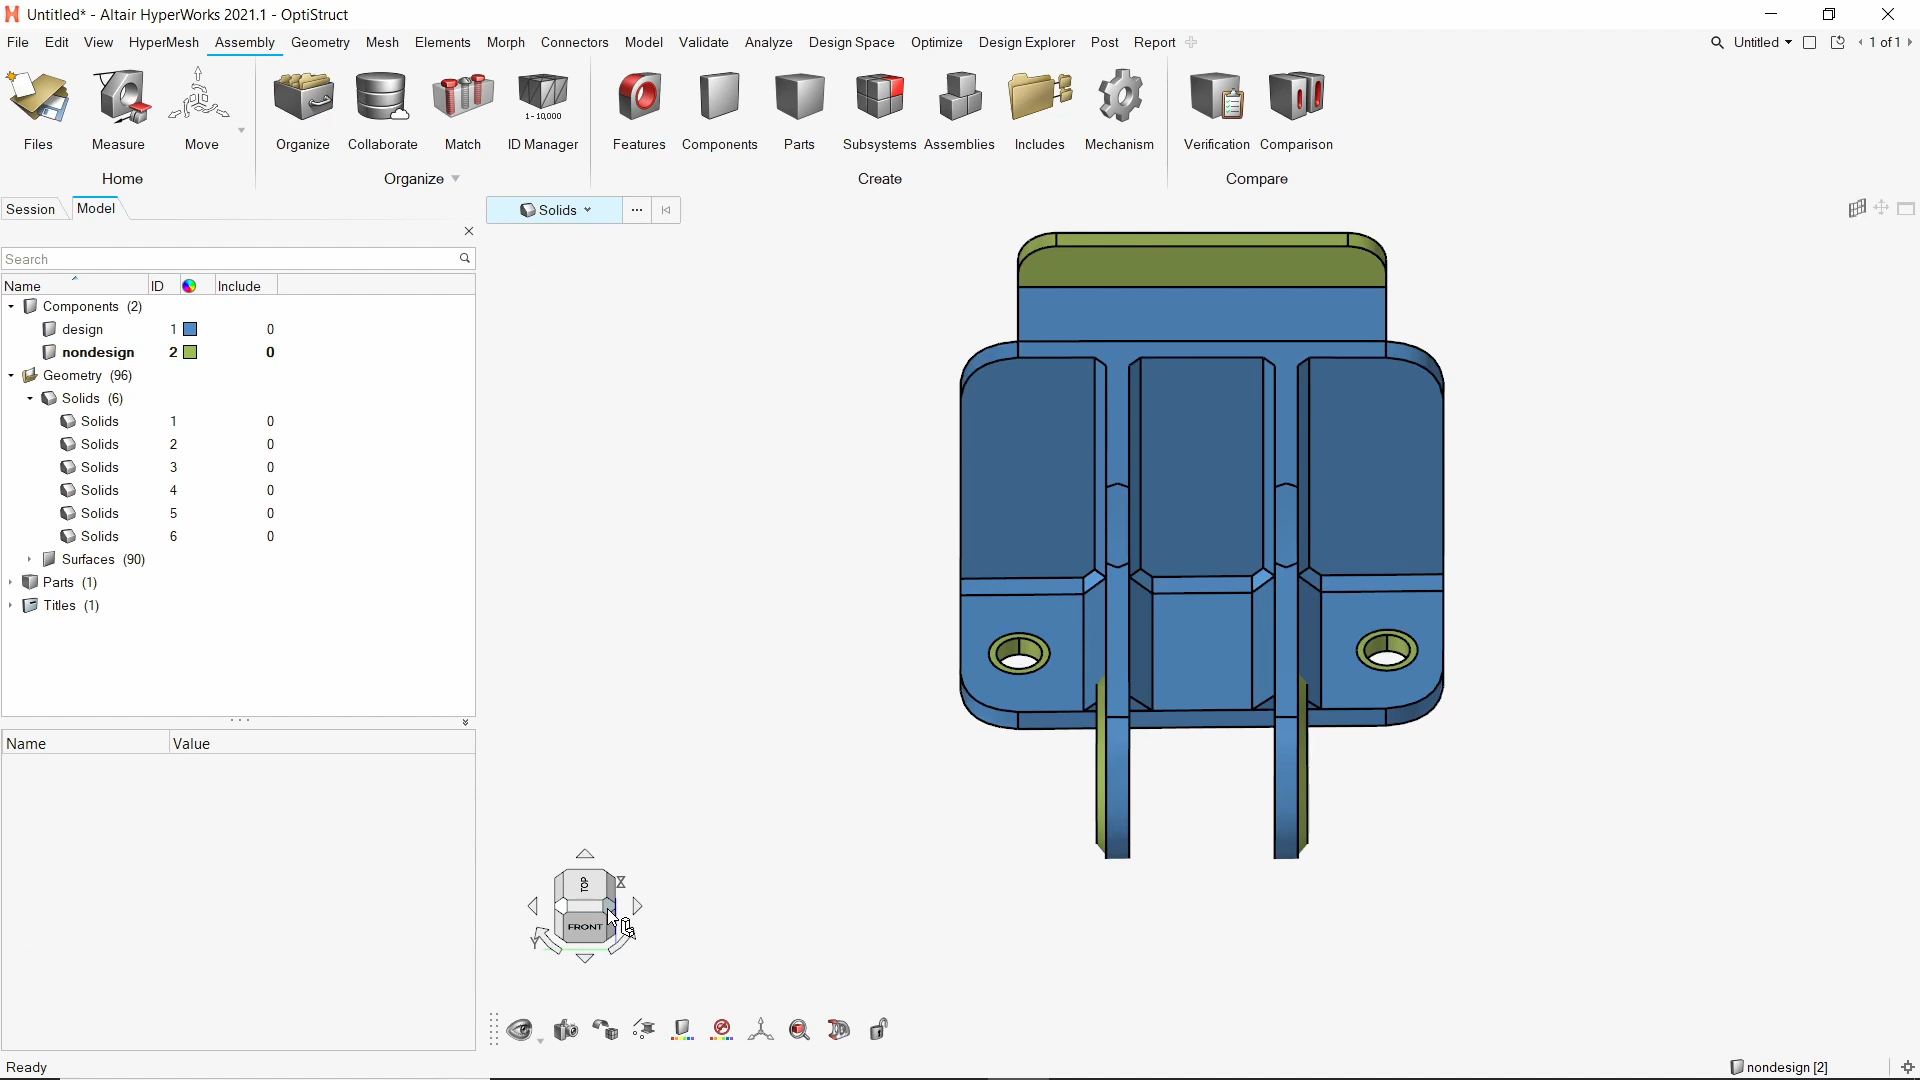 Untitled* - Altair HyperWorks 2021.1 - OptiStruct
File Edit View HyperMesh Assembly Geometry Mesh Elements Morph Connectors Model Validate Analyze Design Space Optimize Design Explorer Post Report Untitled 1 of 1
1-10,000
Files Measure Move Organize Collaborate Match ID Manager Features Components Parts Subsystems Assemblies Includes Mechanism Verification Comparison
Home Organize Create Compare
Session Model Solids
Search
Name ID Include
Components (2)
design 1 0
nondesign 2 0
Geometry (96)
Solids (6)
Solids 1 0
Solids 2 0
Solids 3 0
Solids 4 0
Solids 5 0
Solids 6 0
Surfaces (90)
Parts (1)
Titles (1)
Name Value
TOP
FRONT
Y
Ready nondesign [2]